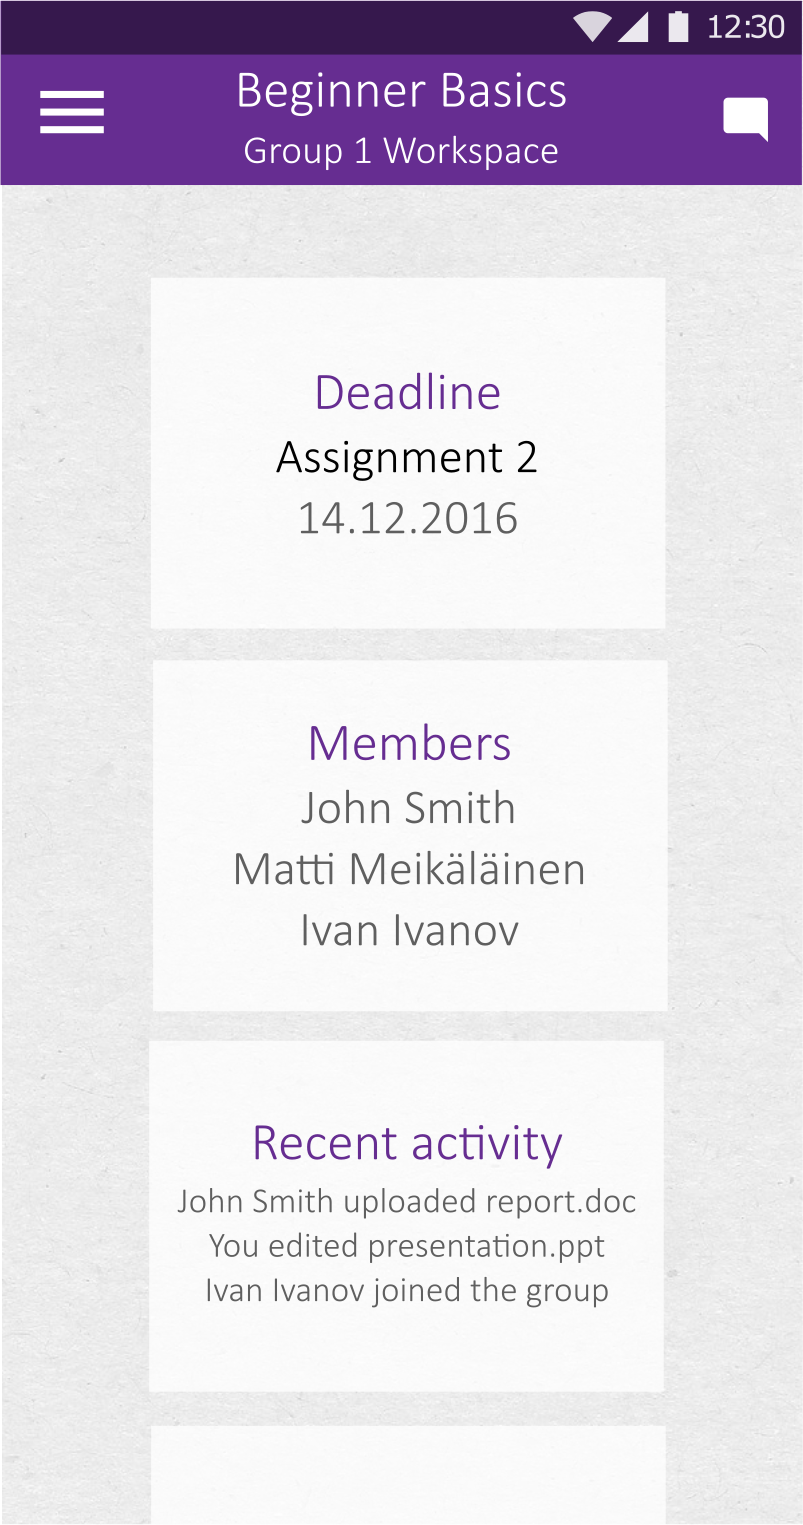 12:30
Beginner Basics
Group 1 Workspace
Deadline
Assignment 2
14.12.2016
Members
John Smith
Matti Meikäläinen
Ivan Ivanov
Recent activity
John Smith uploaded report.doc
You edited presentation.ppt
Ivan Ivanov joined the group